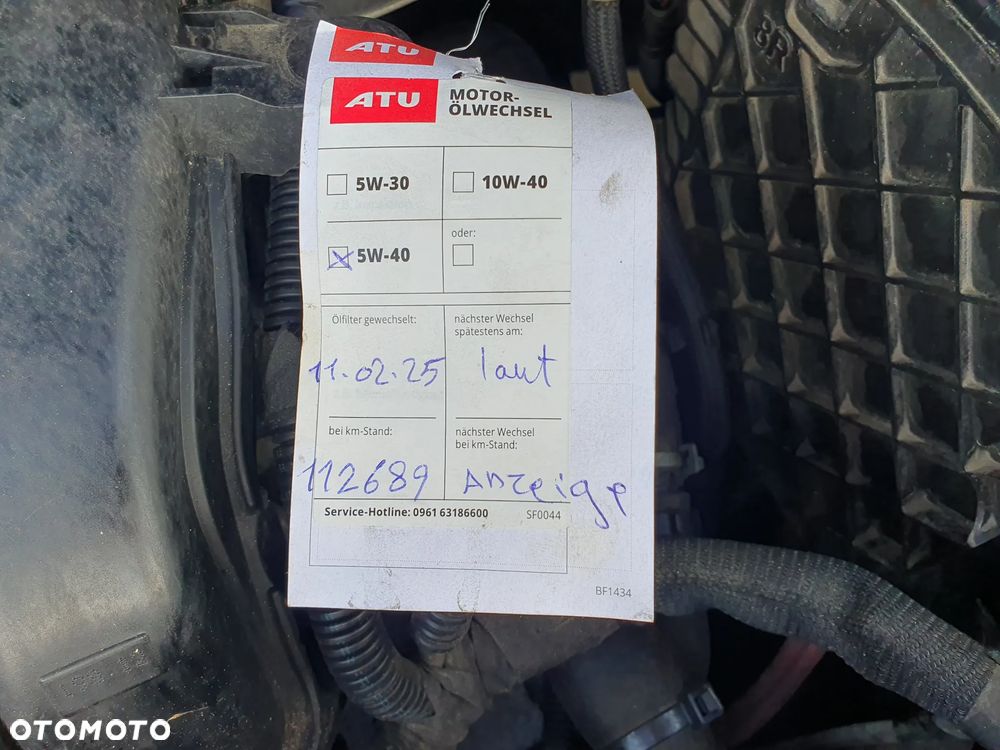 ATU
ATU
MOTOR-
ÖLWECHSEL
5W-30
10W-40
5W-40
oder:
Ölfilter gewechselt:
nächster Wechsel
spätestens am:
11.02.25
laut
bei km-Stand:
nächster Wechsel
bei km-Stand:
112689
Anzeige
Service-Hotline: 0961 63186600
SF0044
BF1434
OTOMOTO